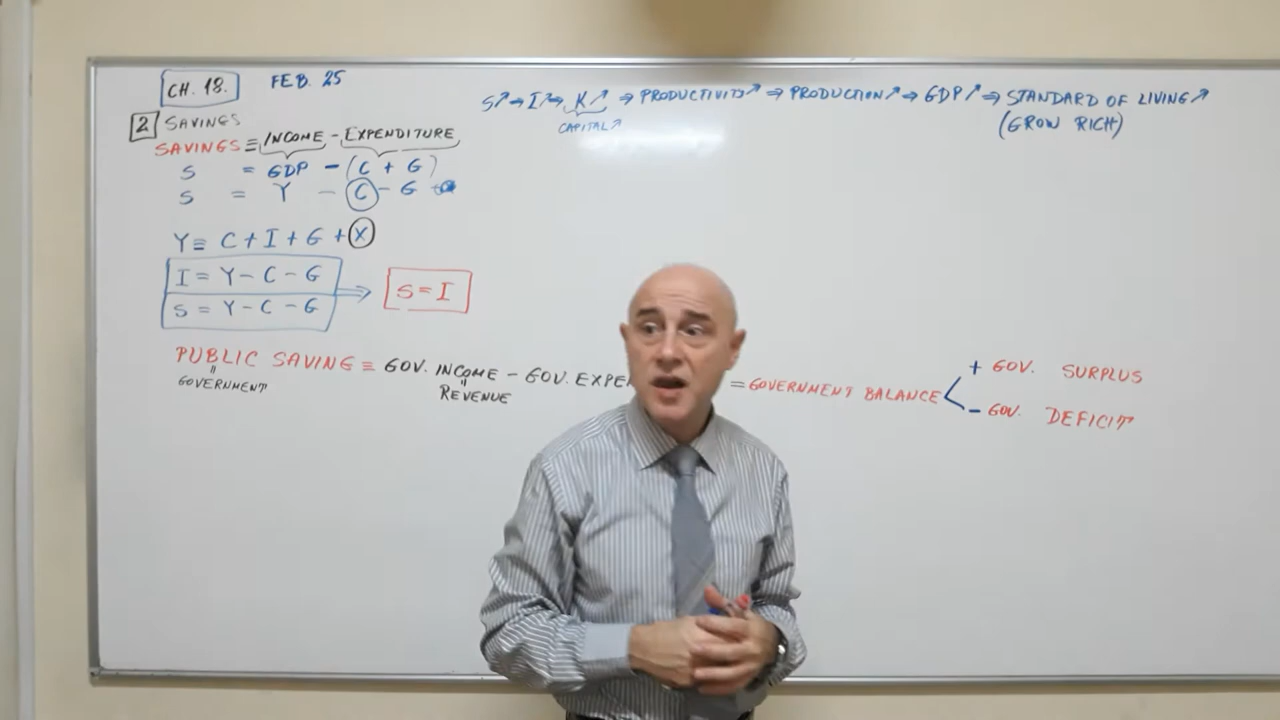 CH. 18. FEB. 25
2 SAVINGS
SAVINGS ≡ INCOME - EXPENDITURE
S = GDP - (C + G)
S = Y - C - G
Y ≡ C + I + G + X
I = Y - C - G
S = Y - C - G
S = I
S↗ ⇒ I↗ ⇒ K↗ ⇒ PRODUCTIVITY↗ ⇒ PRODUCTION↗ ⇒ GDP↗ ⇒ STANDARD OF LIVING↗
CAPITAL↗
(GROW RICH)
PUBLIC SAVING ≡ GOV. INCOME - GOV. EXPE = GOVERNMENT BALANCE
GOVERNMENT
REVENUE
+ GOV. SURPLUS
- GOV. DEFICIT